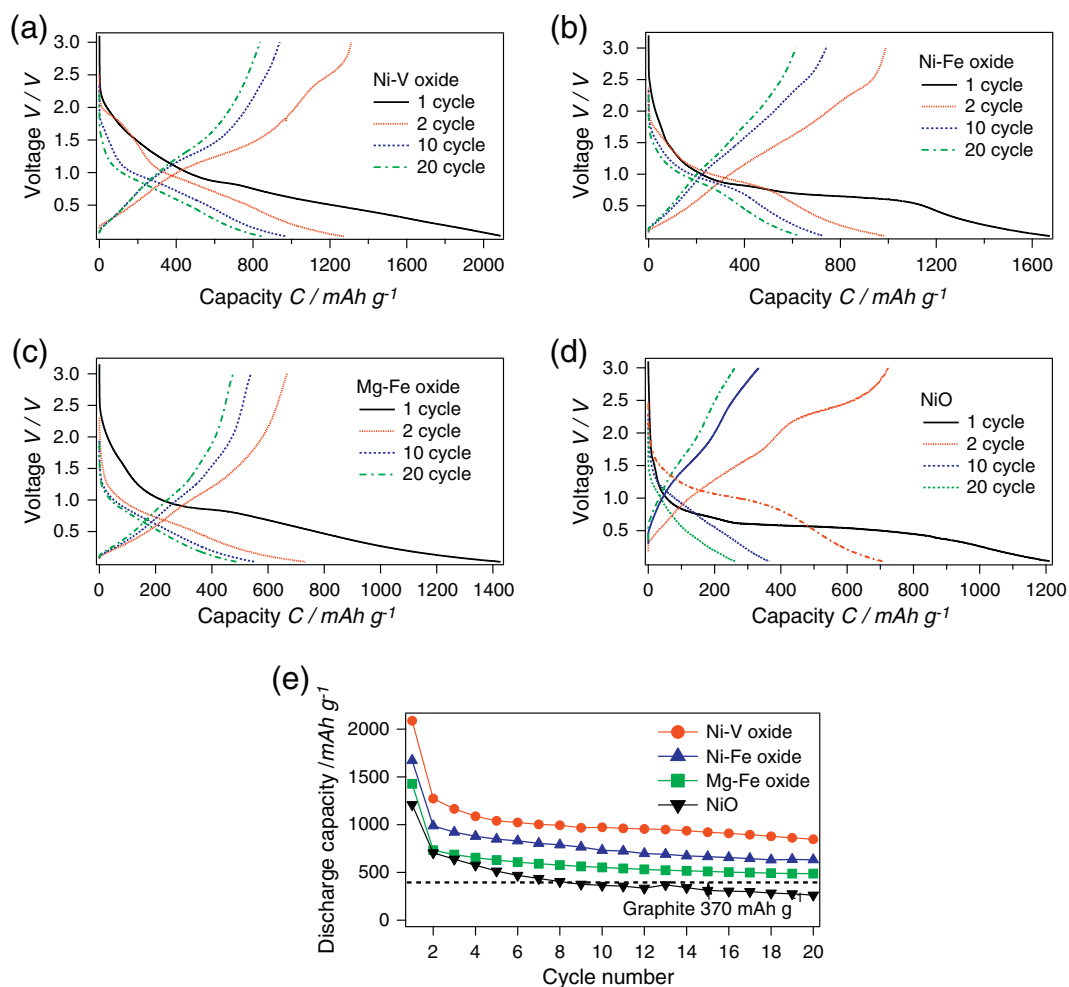 (a)
Voltage V / V
3.0
2.5
2.0
1.5
1.0
0.5
Ni-V oxide
1 cycle
2 cycle
10 cycle
20 cycle
0 400 800 1200 1600 2000
Capacity C / mAh g-1
(b)
Voltage V / V
3.0
2.5
2.0
1.5
1.0
0.5
Ni-Fe oxide
1 cycle
2 cycle
10 cycle
20 cycle
0 400 800 1200 1600
Capacity C / mAh g-1
(c)
Voltage V / V
3.0
2.5
2.0
1.5
1.0
0.5
Mg-Fe oxide
1 cycle
2 cycle
10 cycle
20 cycle
0 200 400 600 800 1000 1200 1400
Capacity C / mAh g-1
(d)
Voltage V / V
3.0
2.5
2.0
1.5
1.0
0.5
NiO
1 cycle
2 cycle
10 cycle
20 cycle
0 200 400 600 800 1000 1200
Capacity C / mAh g-1
(e)
Discharge capacity /mAh g-1
2000
1500
1000
500
0
Ni-V oxide
Ni-Fe oxide
Mg-Fe oxide
NiO
Graphite 370 mAh g-1
2 4 6 8 10 12 14 16 18 20
Cycle number